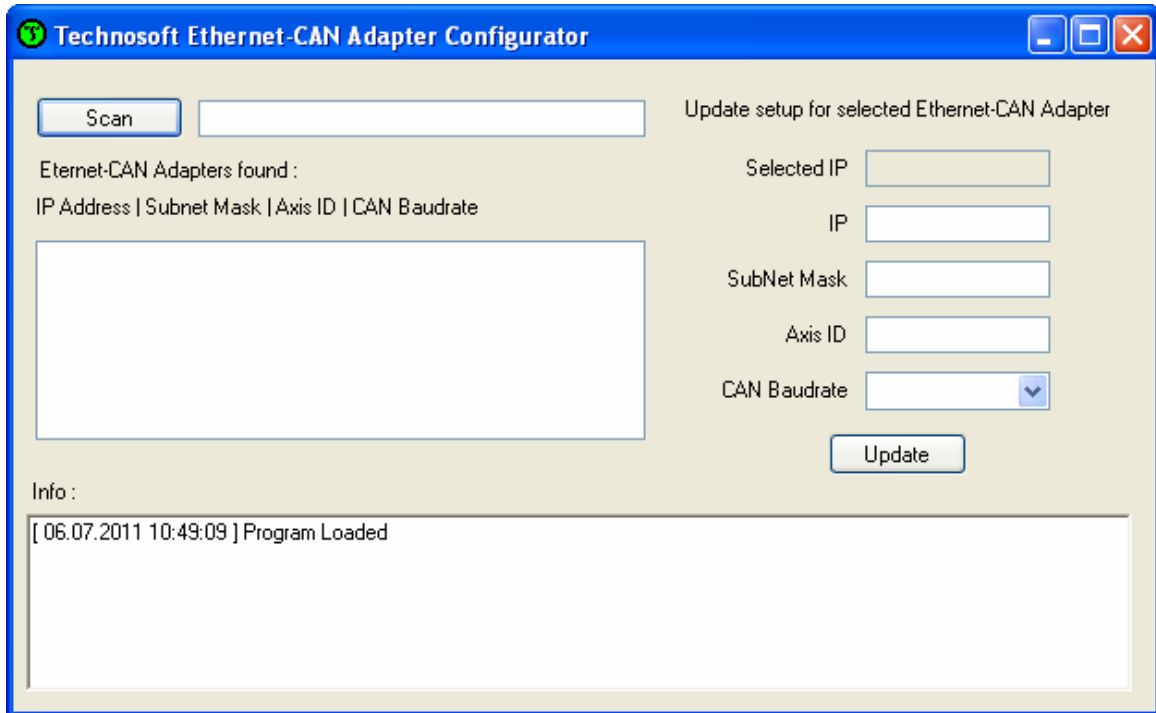 Technosoft Ethernet-CAN Adapter Configurator
Scan
Eternet-CAN Adapters found :
IP Address | Subnet Mask | Axis ID | CAN Baudrate
Update setup for selected Ethernet-CAN Adapter
Selected IP
IP
SubNet Mask
Axis ID
CAN Baudrate
Update
Info :
[ 06.07.2011 10:49:09 ] Program Loaded